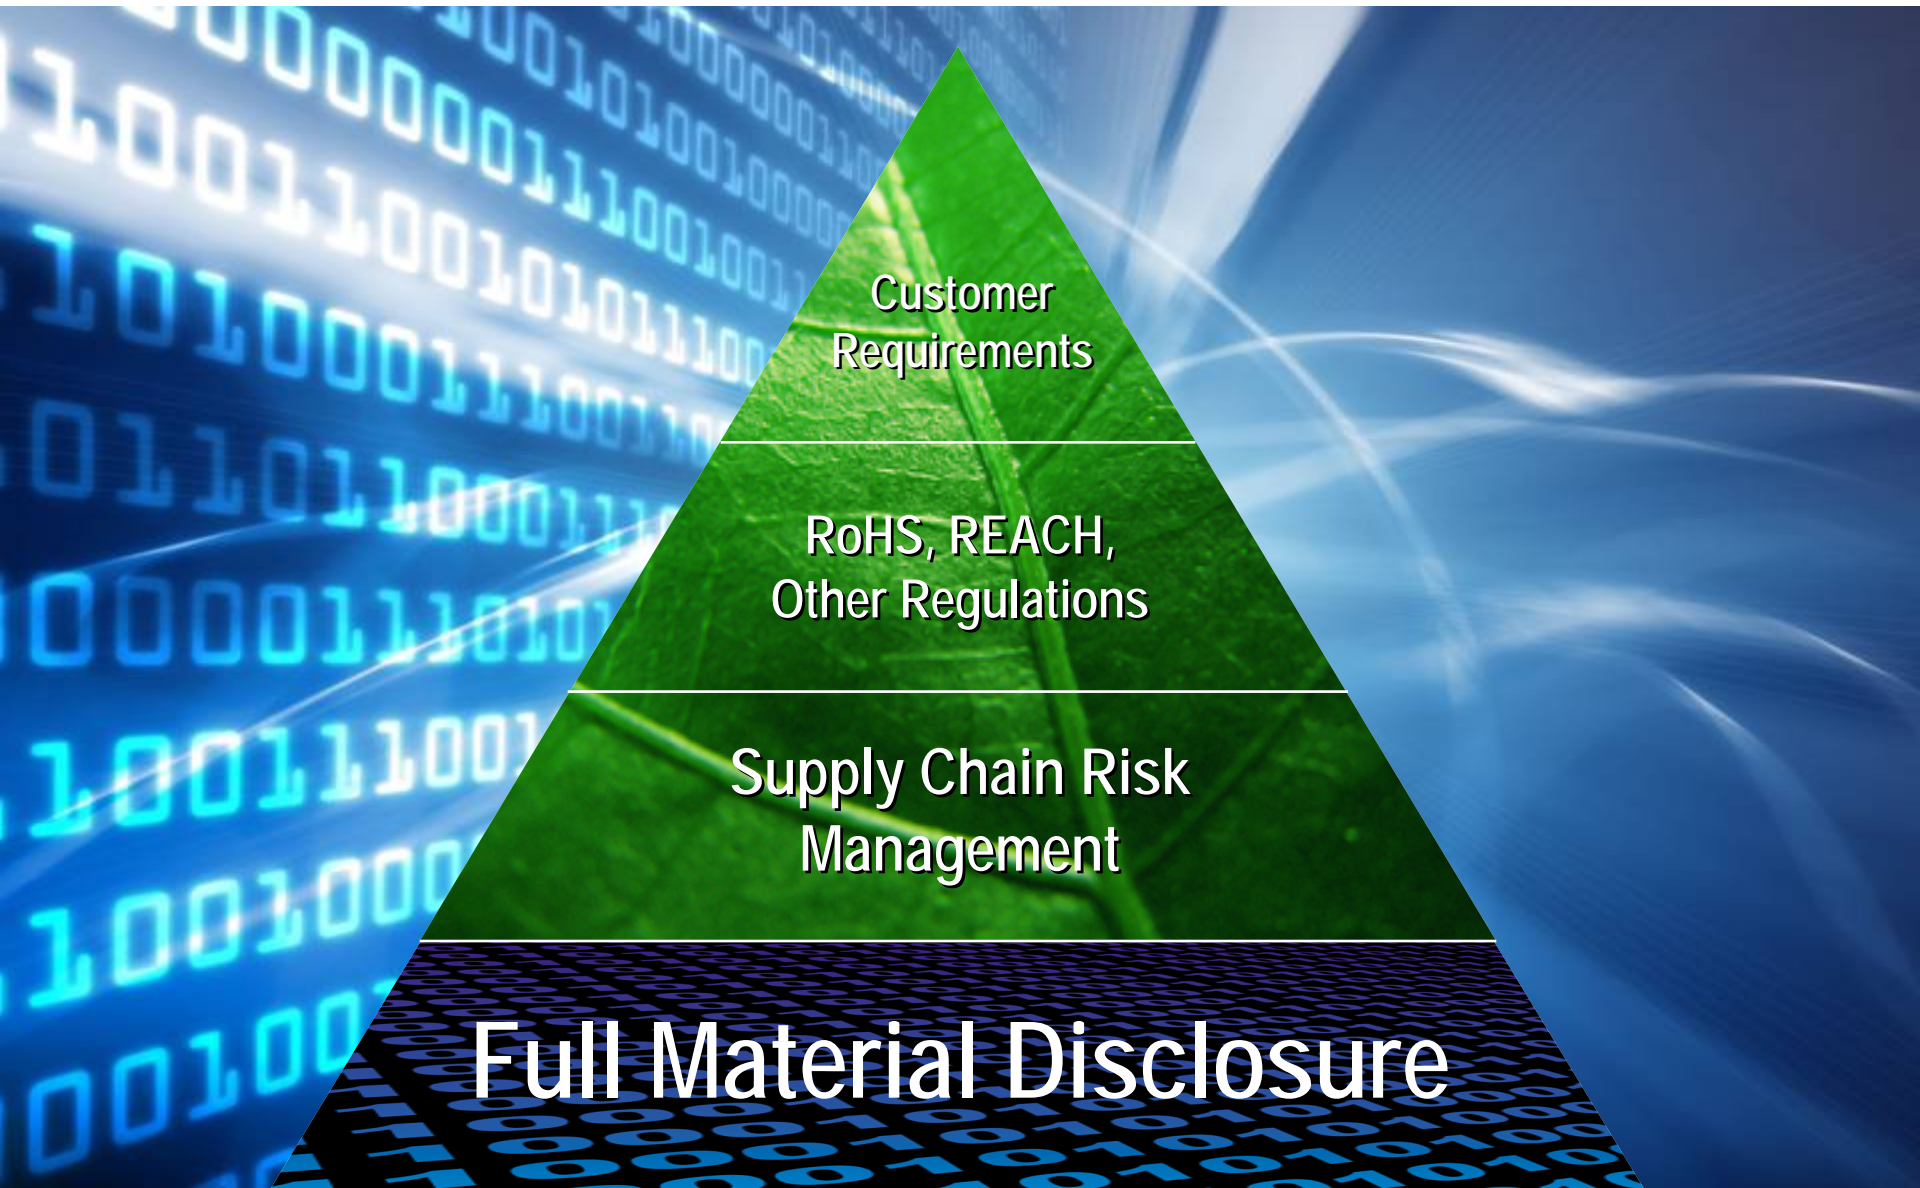 Customer
Requirements
RoHS, REACH,
Other Regulations
Supply Chain Risk
Management
Full Material Disclosure